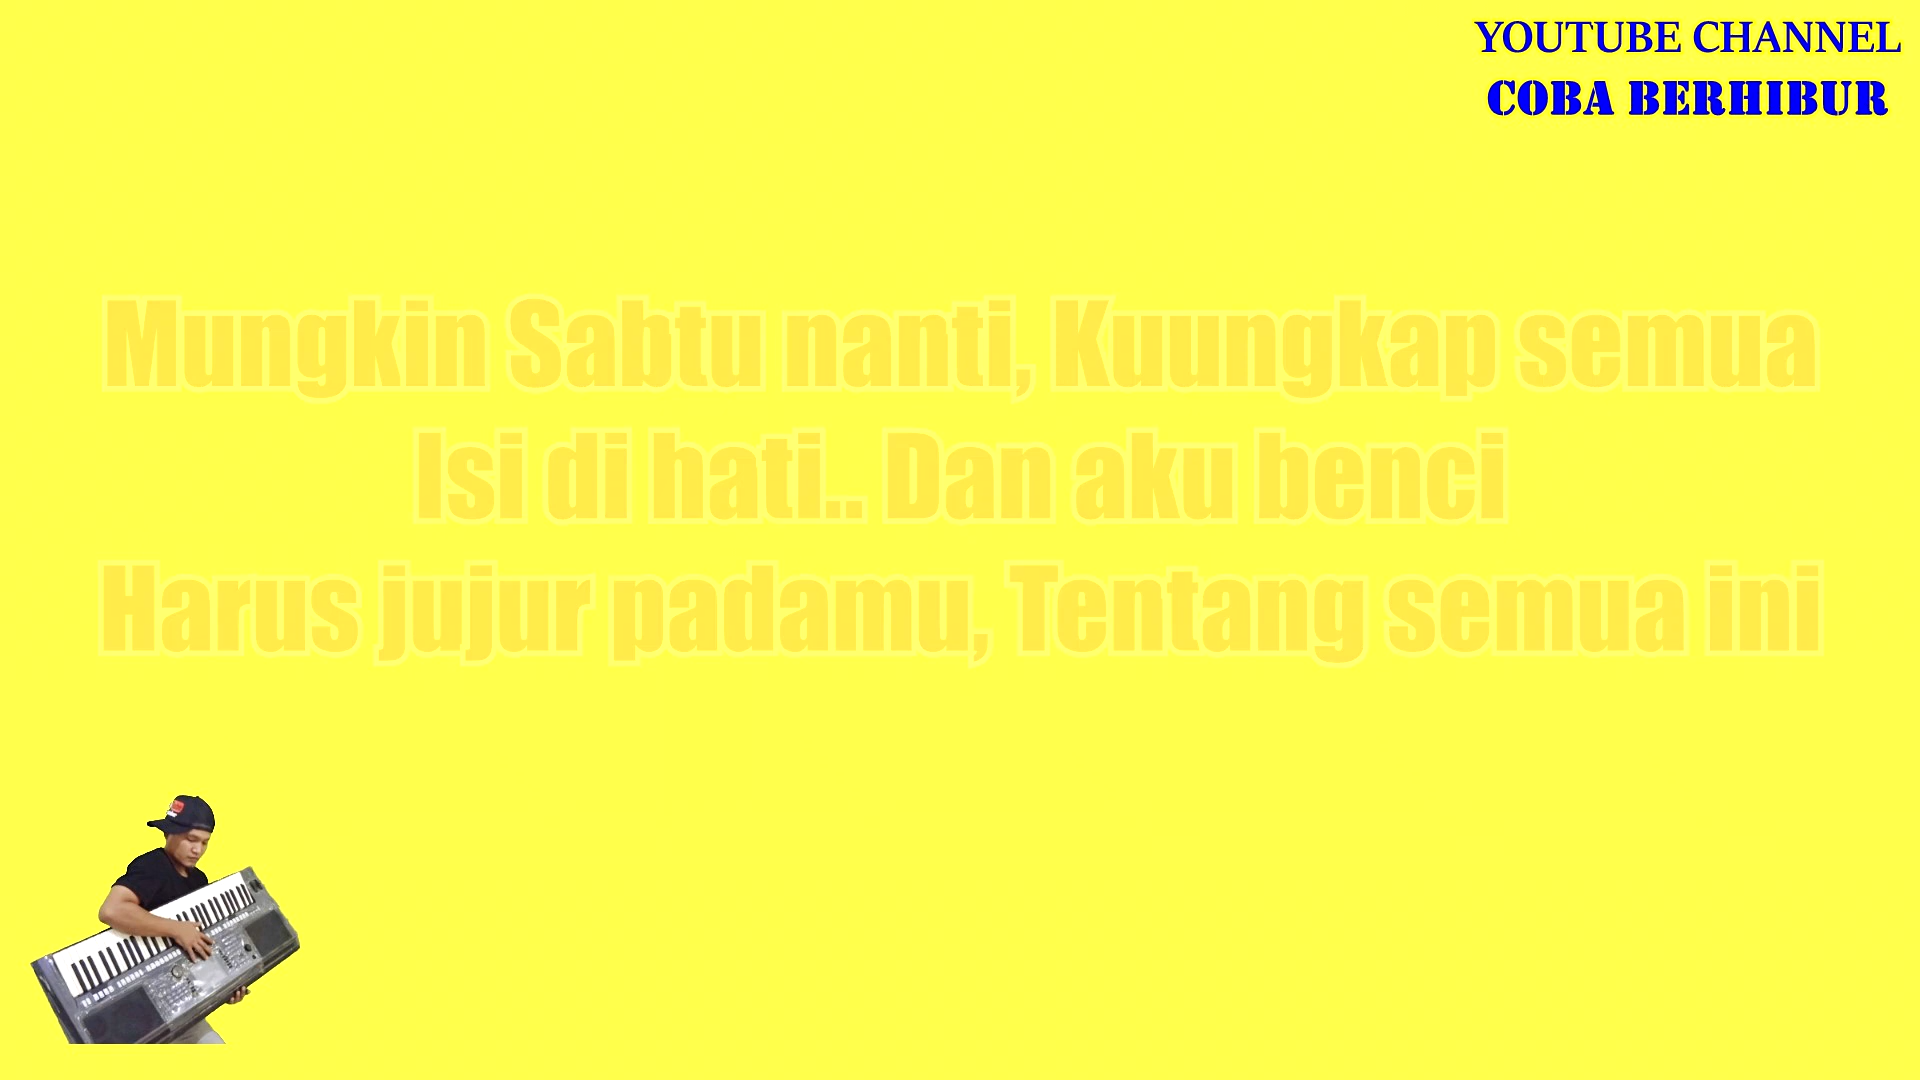 YOUTUBE CHANNEL
COBA BERHIBUR
Mungkin Sabtu nanti, Kuungkap semua
Isi di hati.. Dan aku benci
Harus jujur padamu, Tentang semua ini